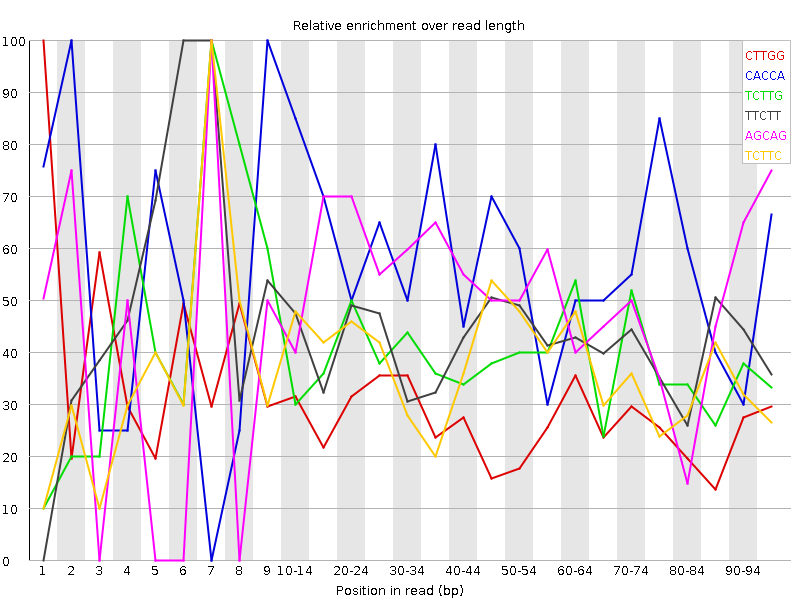 Relative enrichment over read length
100
90
80
70
60
50
40
30
20
10
0
CTTGG
CACCA
TCTTG
TTCTT
AGCAG
TCTTC
1 2 3 4 5 6 7 8 9 10-14 20-24 30-34 40-44 50-54 60-64 70-74 80-84 90-94
Position in read (bp)